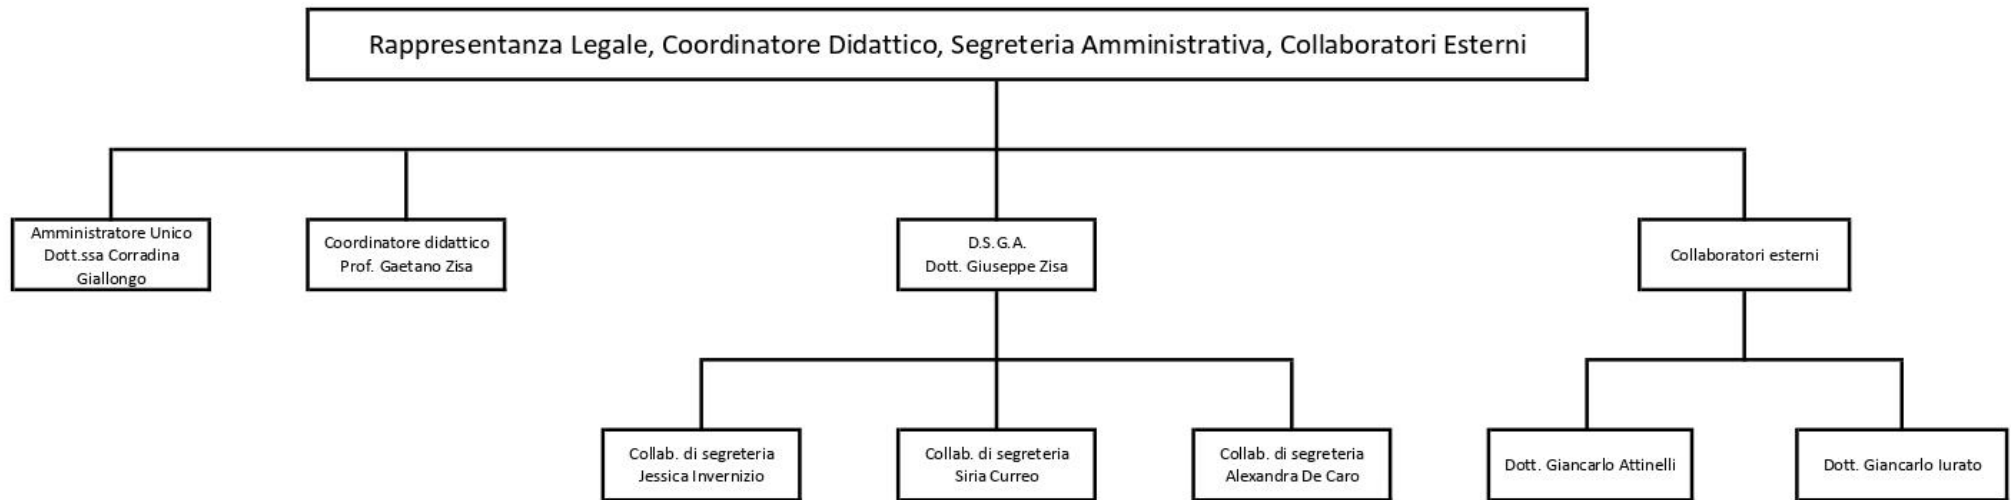 Rappresentanza Legale, Coordinatore Didattico, Segreteria Amministrativa, Collaboratori Esterni
Amministratore Unico
Dott.ssa Corradina
Giallongo
Coordinatore didattico
Prof. Gaetano Zisa
D.S.G.A.
Dott. Giuseppe Zisa
Collaboratori esterni
Collab. di segreteria
Jessica Invernizio
Collab. di segreteria
Siria Curreo
Collab. di segreteria
Alexandra De Caro
Dott. Giancarlo Attinelli
Dott. Giancarlo Iurato